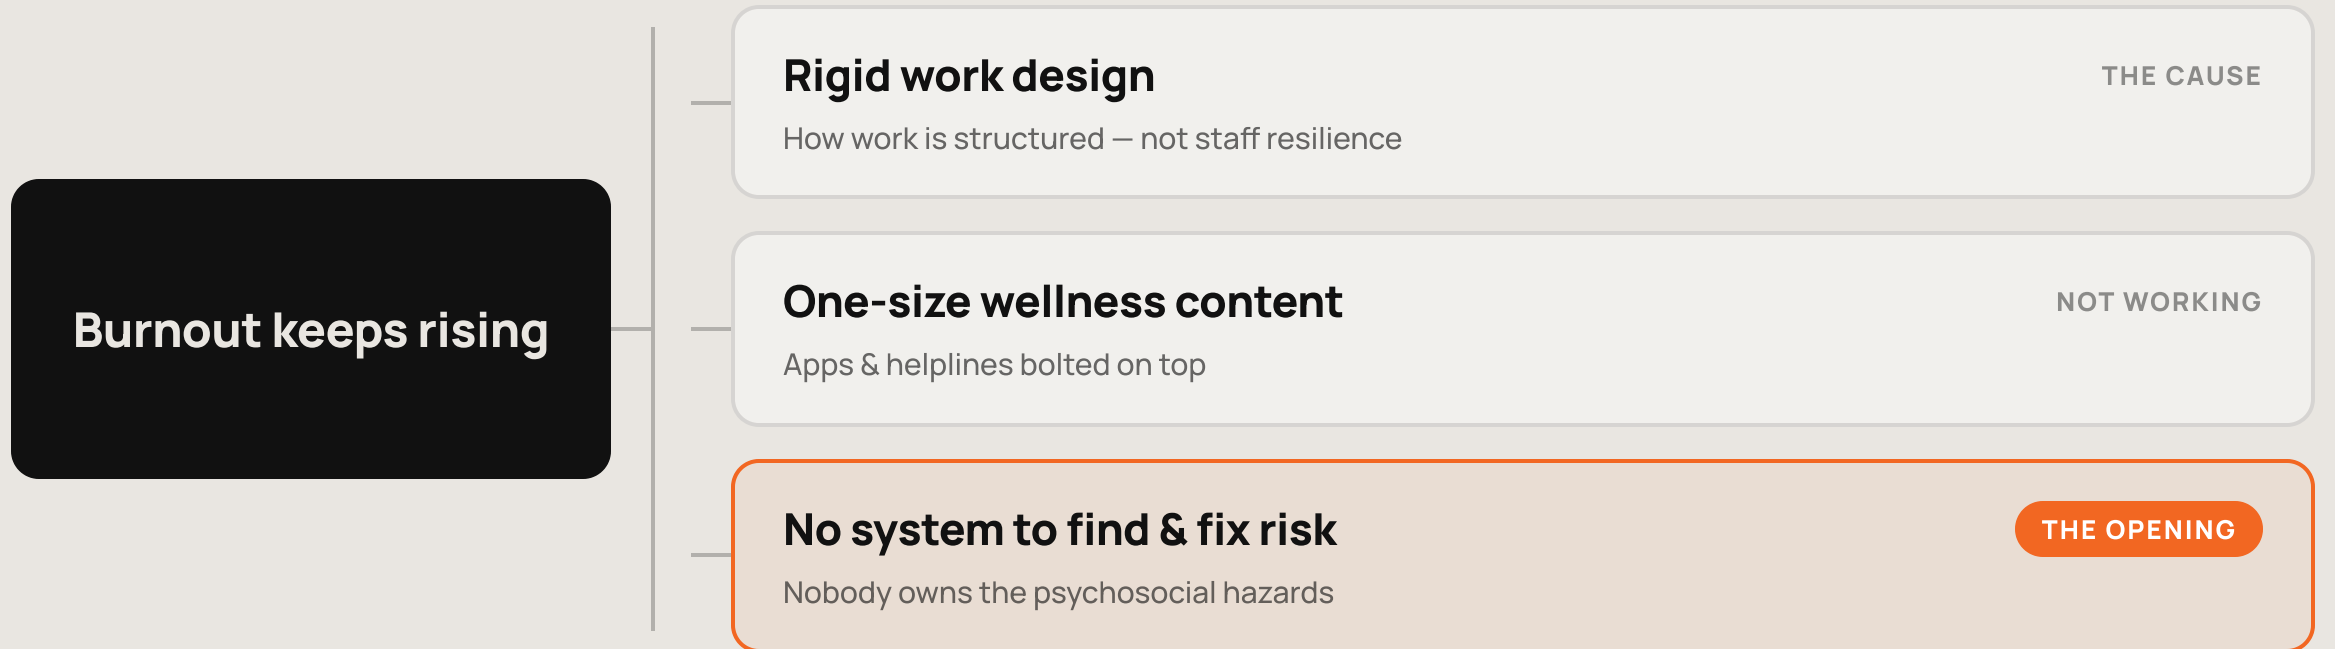 Burnout keeps rising
Rigid work design
THE CAUSE
How work is structured — not staff resilience
One-size wellness content
NOT WORKING
Apps & helplines bolted on top
No system to find & fix risk
THE OPENING
Nobody owns the psychosocial hazards